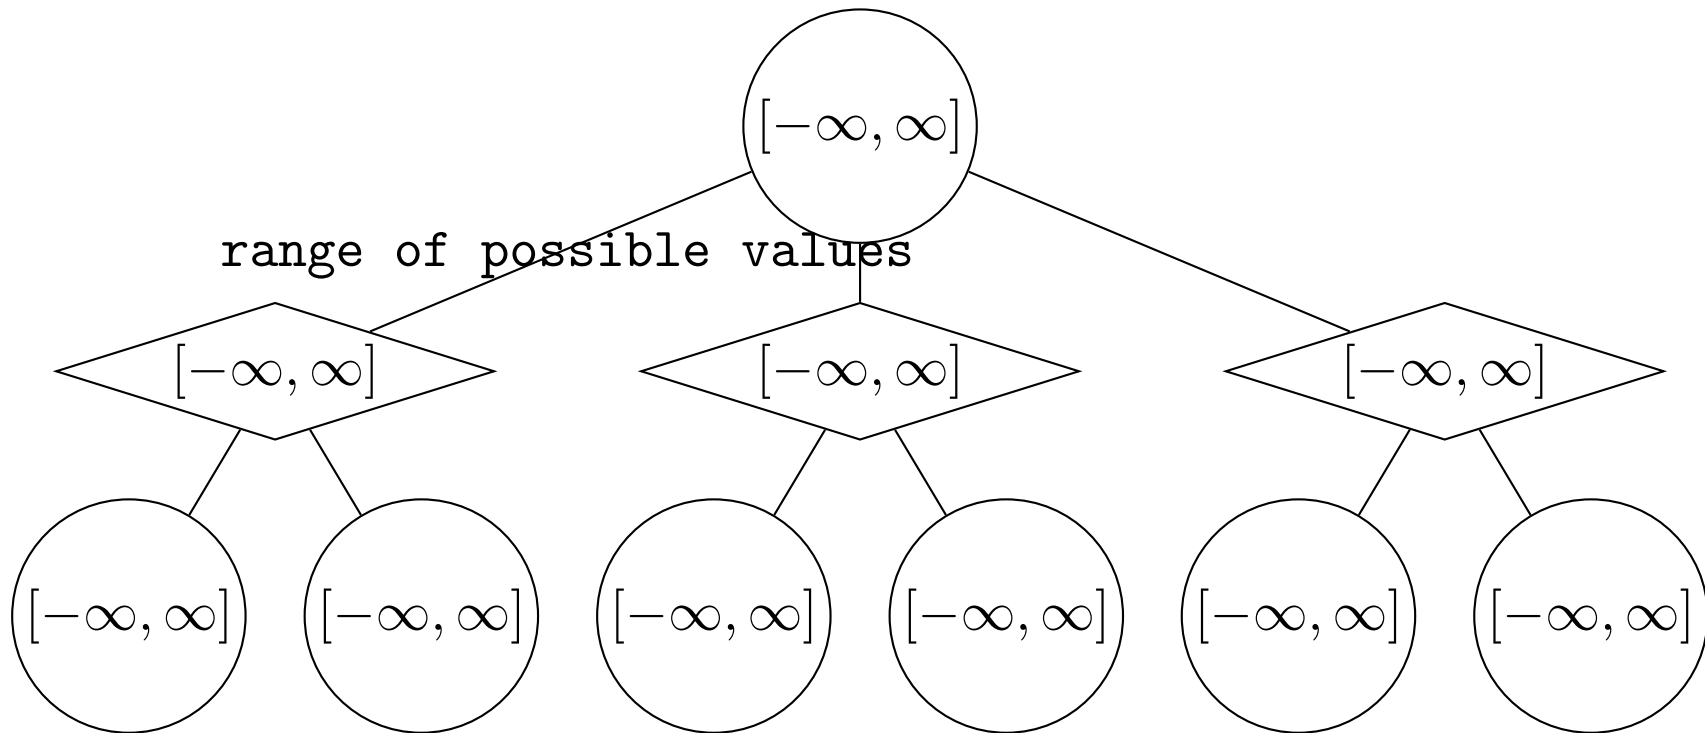 [−∞, ∞]
range of possible values
[−∞, ∞] [−∞, ∞] [−∞, ∞]
[−∞, ∞] [−∞, ∞] [−∞, ∞] [−∞, ∞] [−∞, ∞] [−∞, ∞]